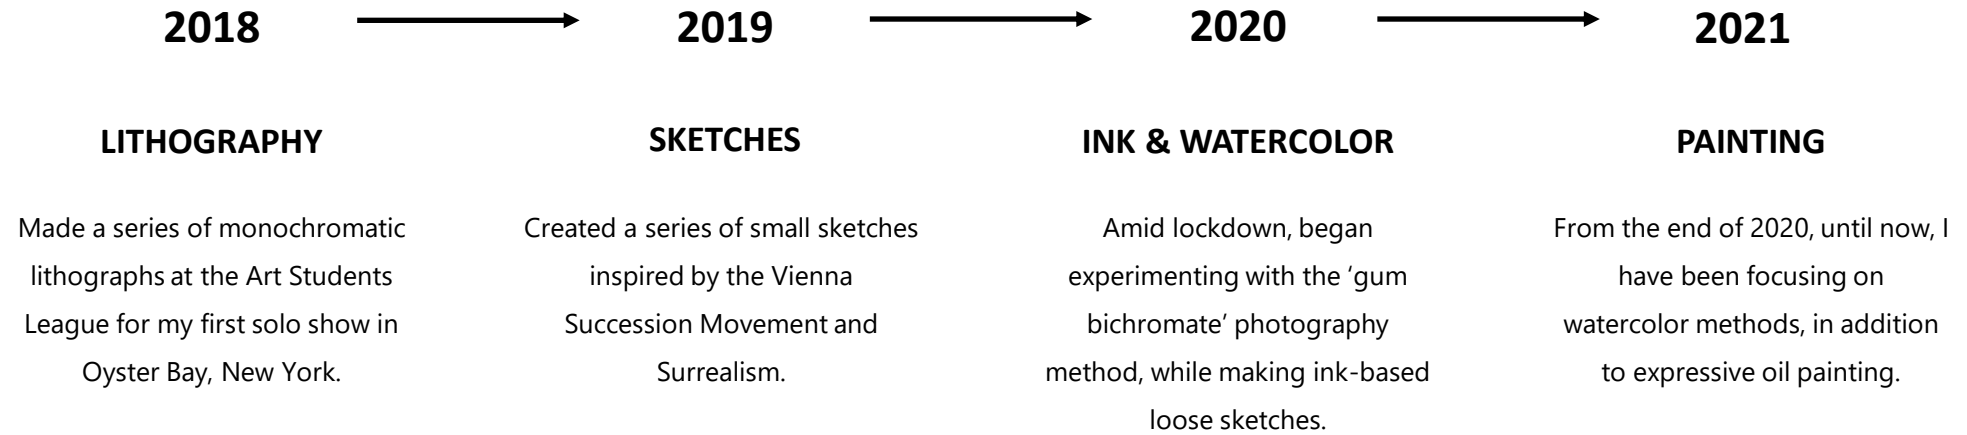 2018
2019
2020
2021
LITHOGRAPHY
Made a series of monochromatic
lithographs at the Art Students
League for my first solo show in
Oyster Bay, New York.
SKETCHES
Created a series of small sketches
inspired by the Vienna
Succession Movement and
Surrealism.
INK & WATERCOLOR
Amid lockdown, began
experimenting with the ‘gum
bichromate’ photography
method, while making ink-based
loose sketches.
PAINTING
From the end of 2020, until now, I
have been focusing on
watercolor methods, in addition
to expressive oil painting.